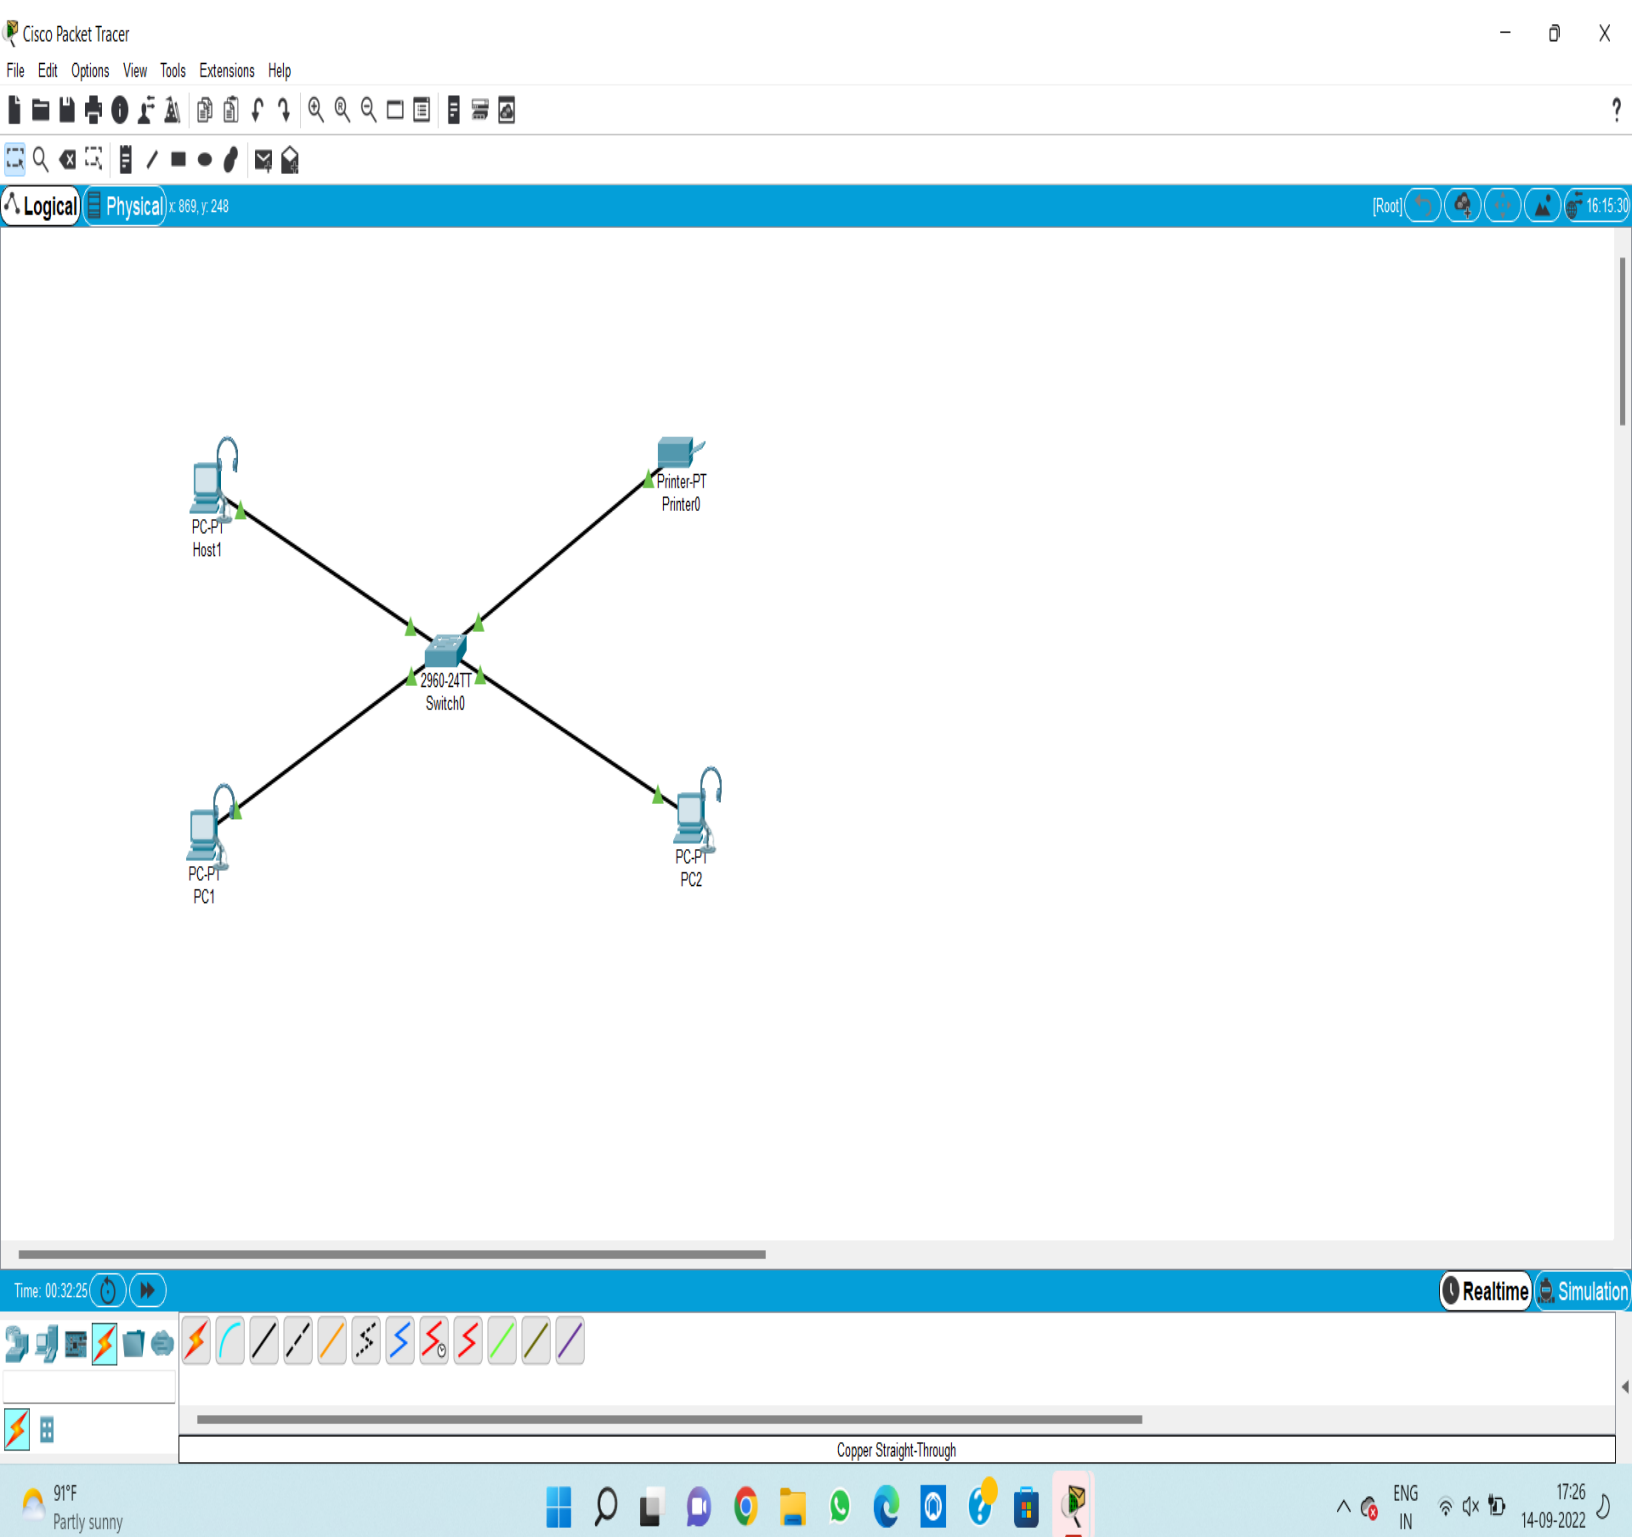 Cisco Packet Tracer
File Edit Options View Tools Extensions Help
?
Logical Physical x: 869, y: 248 [Root] 16:15:30
Printer-PT
Printer0
PC-PT
Host1
2960-24TT
Switch0
PC-PT
PC2
PC-PT
PC1
Time: 00:32:25 Realtime Simulation
Copper Straight-Through
91°F
Partly sunny
ENG
IN
17:26
14-09-2022